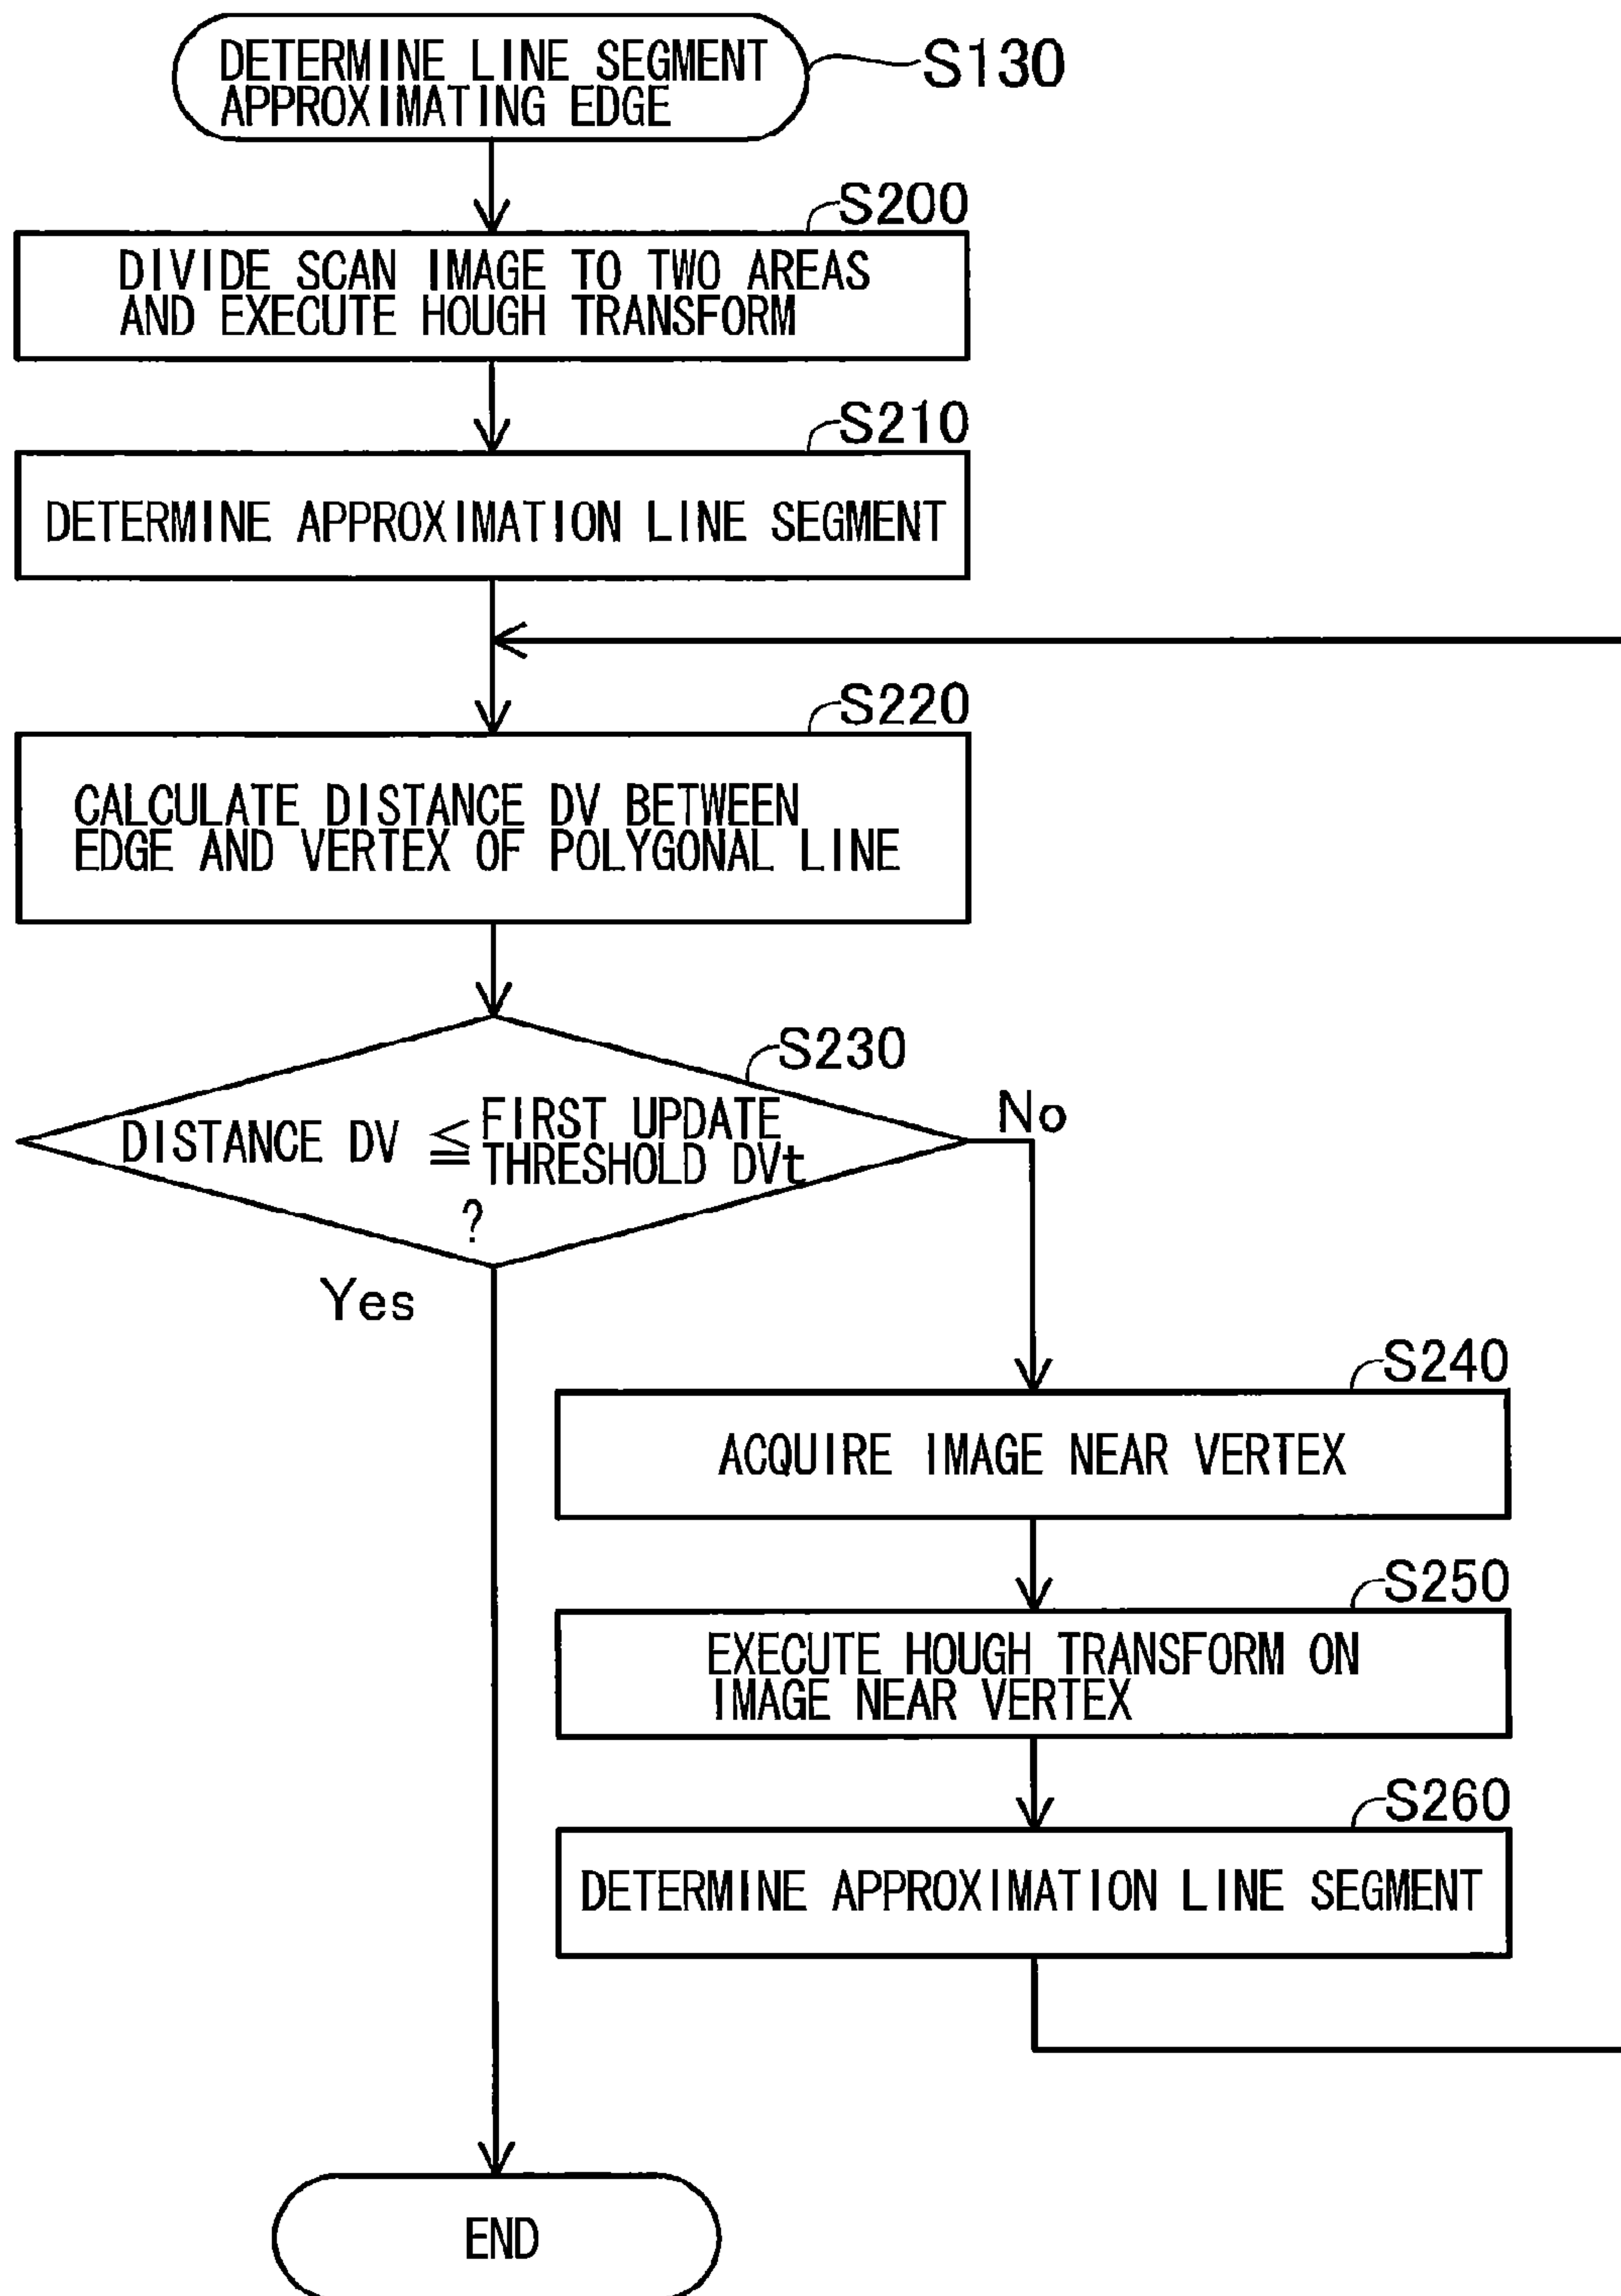 DETERMINE LINE SEGMENT
APPROXIMATING EDGE
S130
S200
DIVIDE SCAN IMAGE TO TWO AREAS
AND EXECUTE HOUGH TRANSFORM
S210
DETERMINE APPROXIMATION LINE SEGMENT
S220
CALCULATE DISTANCE DV BETWEEN
EDGE AND VERTEX OF POLYGONAL LINE
S230
DISTANCE DV ≦ FIRST UPDATE
THRESHOLD DVt
?
No
Yes
S240
ACQUIRE IMAGE NEAR VERTEX
S250
EXECUTE HOUGH TRANSFORM ON
IMAGE NEAR VERTEX
S260
DETERMINE APPROXIMATION LINE SEGMENT
END